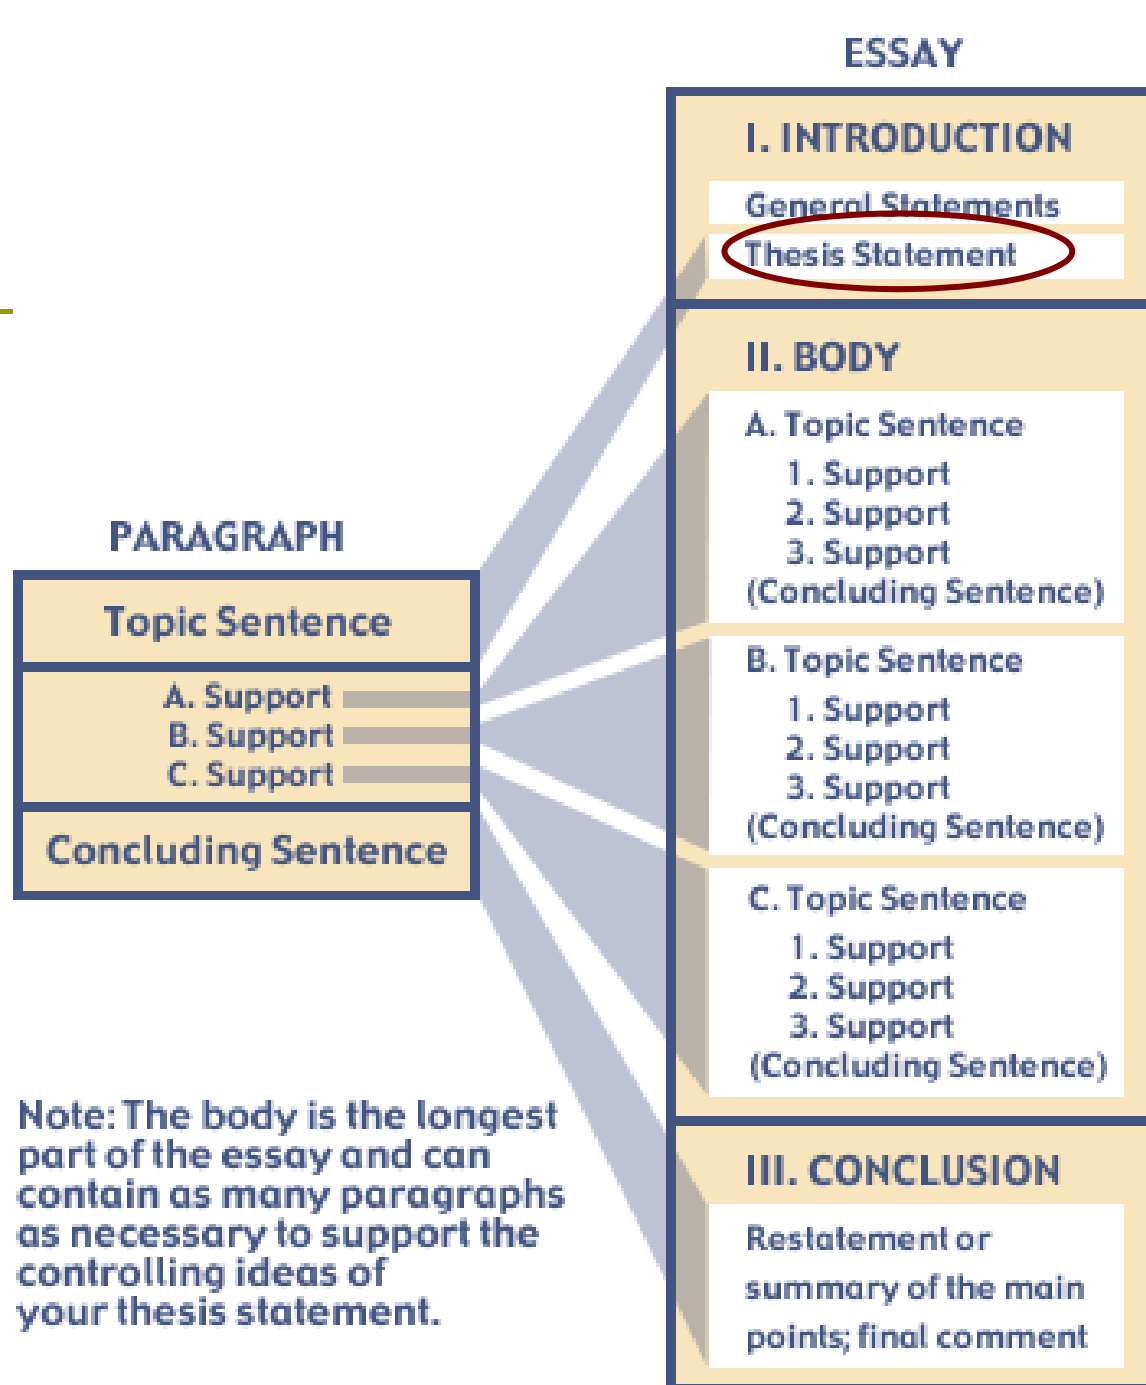 PARAGRAPH
Topic Sentence
A. Support
B. Support
C. Support
Concluding Sentence
Note: The body is the longest
part of the essay and can
contain as many paragraphs
as necessary to support the
controlling ideas of
your thesis statement.
ESSAY
I. INTRODUCTION
General Statements
Thesis Statement
II. BODY
A. Topic Sentence
1. Support
2. Support
3. Support
(Concluding Sentence)
B. Topic Sentence
1. Support
2. Support
3. Support
(Concluding Sentence)
C. Topic Sentence
1. Support
2. Support
3. Support
(Concluding Sentence)
III. CONCLUSION
Restatement or
summary of the main
points; final comment